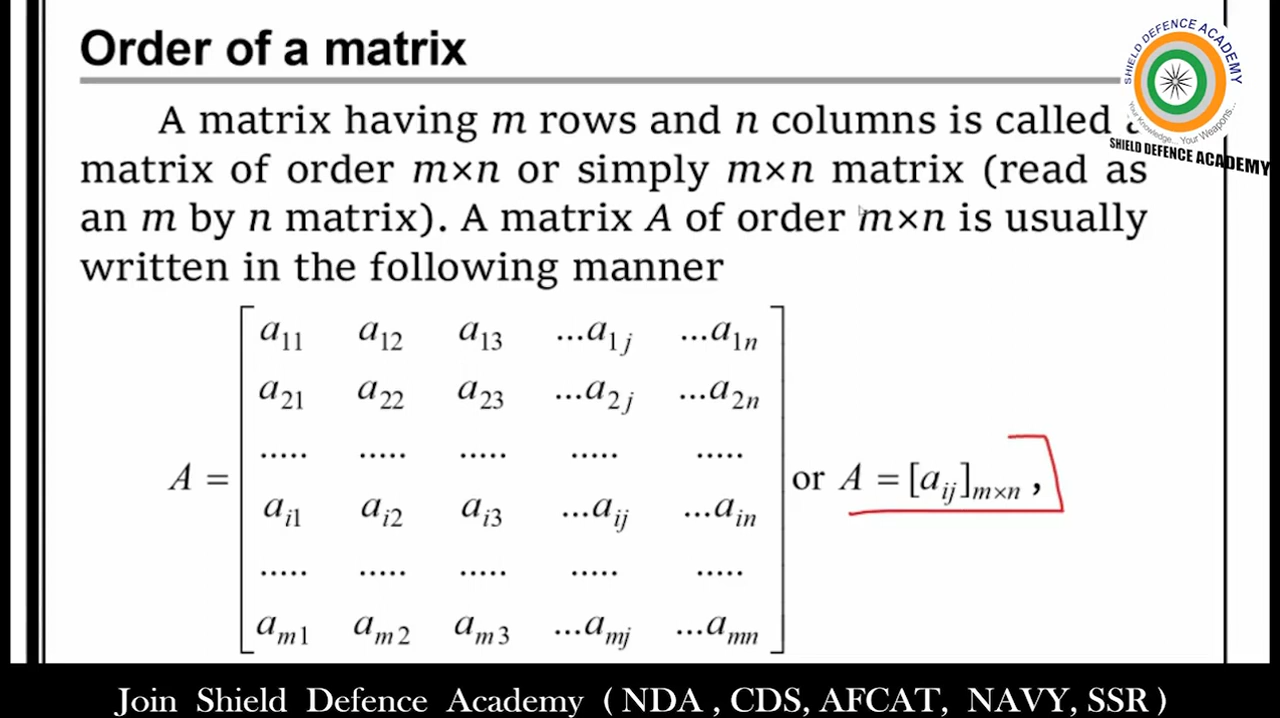 Order of a matrix
A matrix having m rows and n columns is called a
matrix of order m×n or simply m×n matrix (read as
an m by n matrix). A matrix A of order m×n is usually
written in the following manner
a11 a12 a13 ...a1j ...a1n
a21 a22 a23 ...a2j ...a2n
..... ..... ..... ..... .....
A = ai1 ai2 ai3 ...aij ...ain or A = [aij]m×n ,
..... ..... ..... ..... .....
am1 am2 am3 ...amj ...amn
SHIELD DEFENCE ACADEMY
Your Knowledge... Your Weapons...
SHIELD DEFENCE ACADEMY
Join Shield Defence Academy ( NDA , CDS, AFCAT, NAVY, SSR )